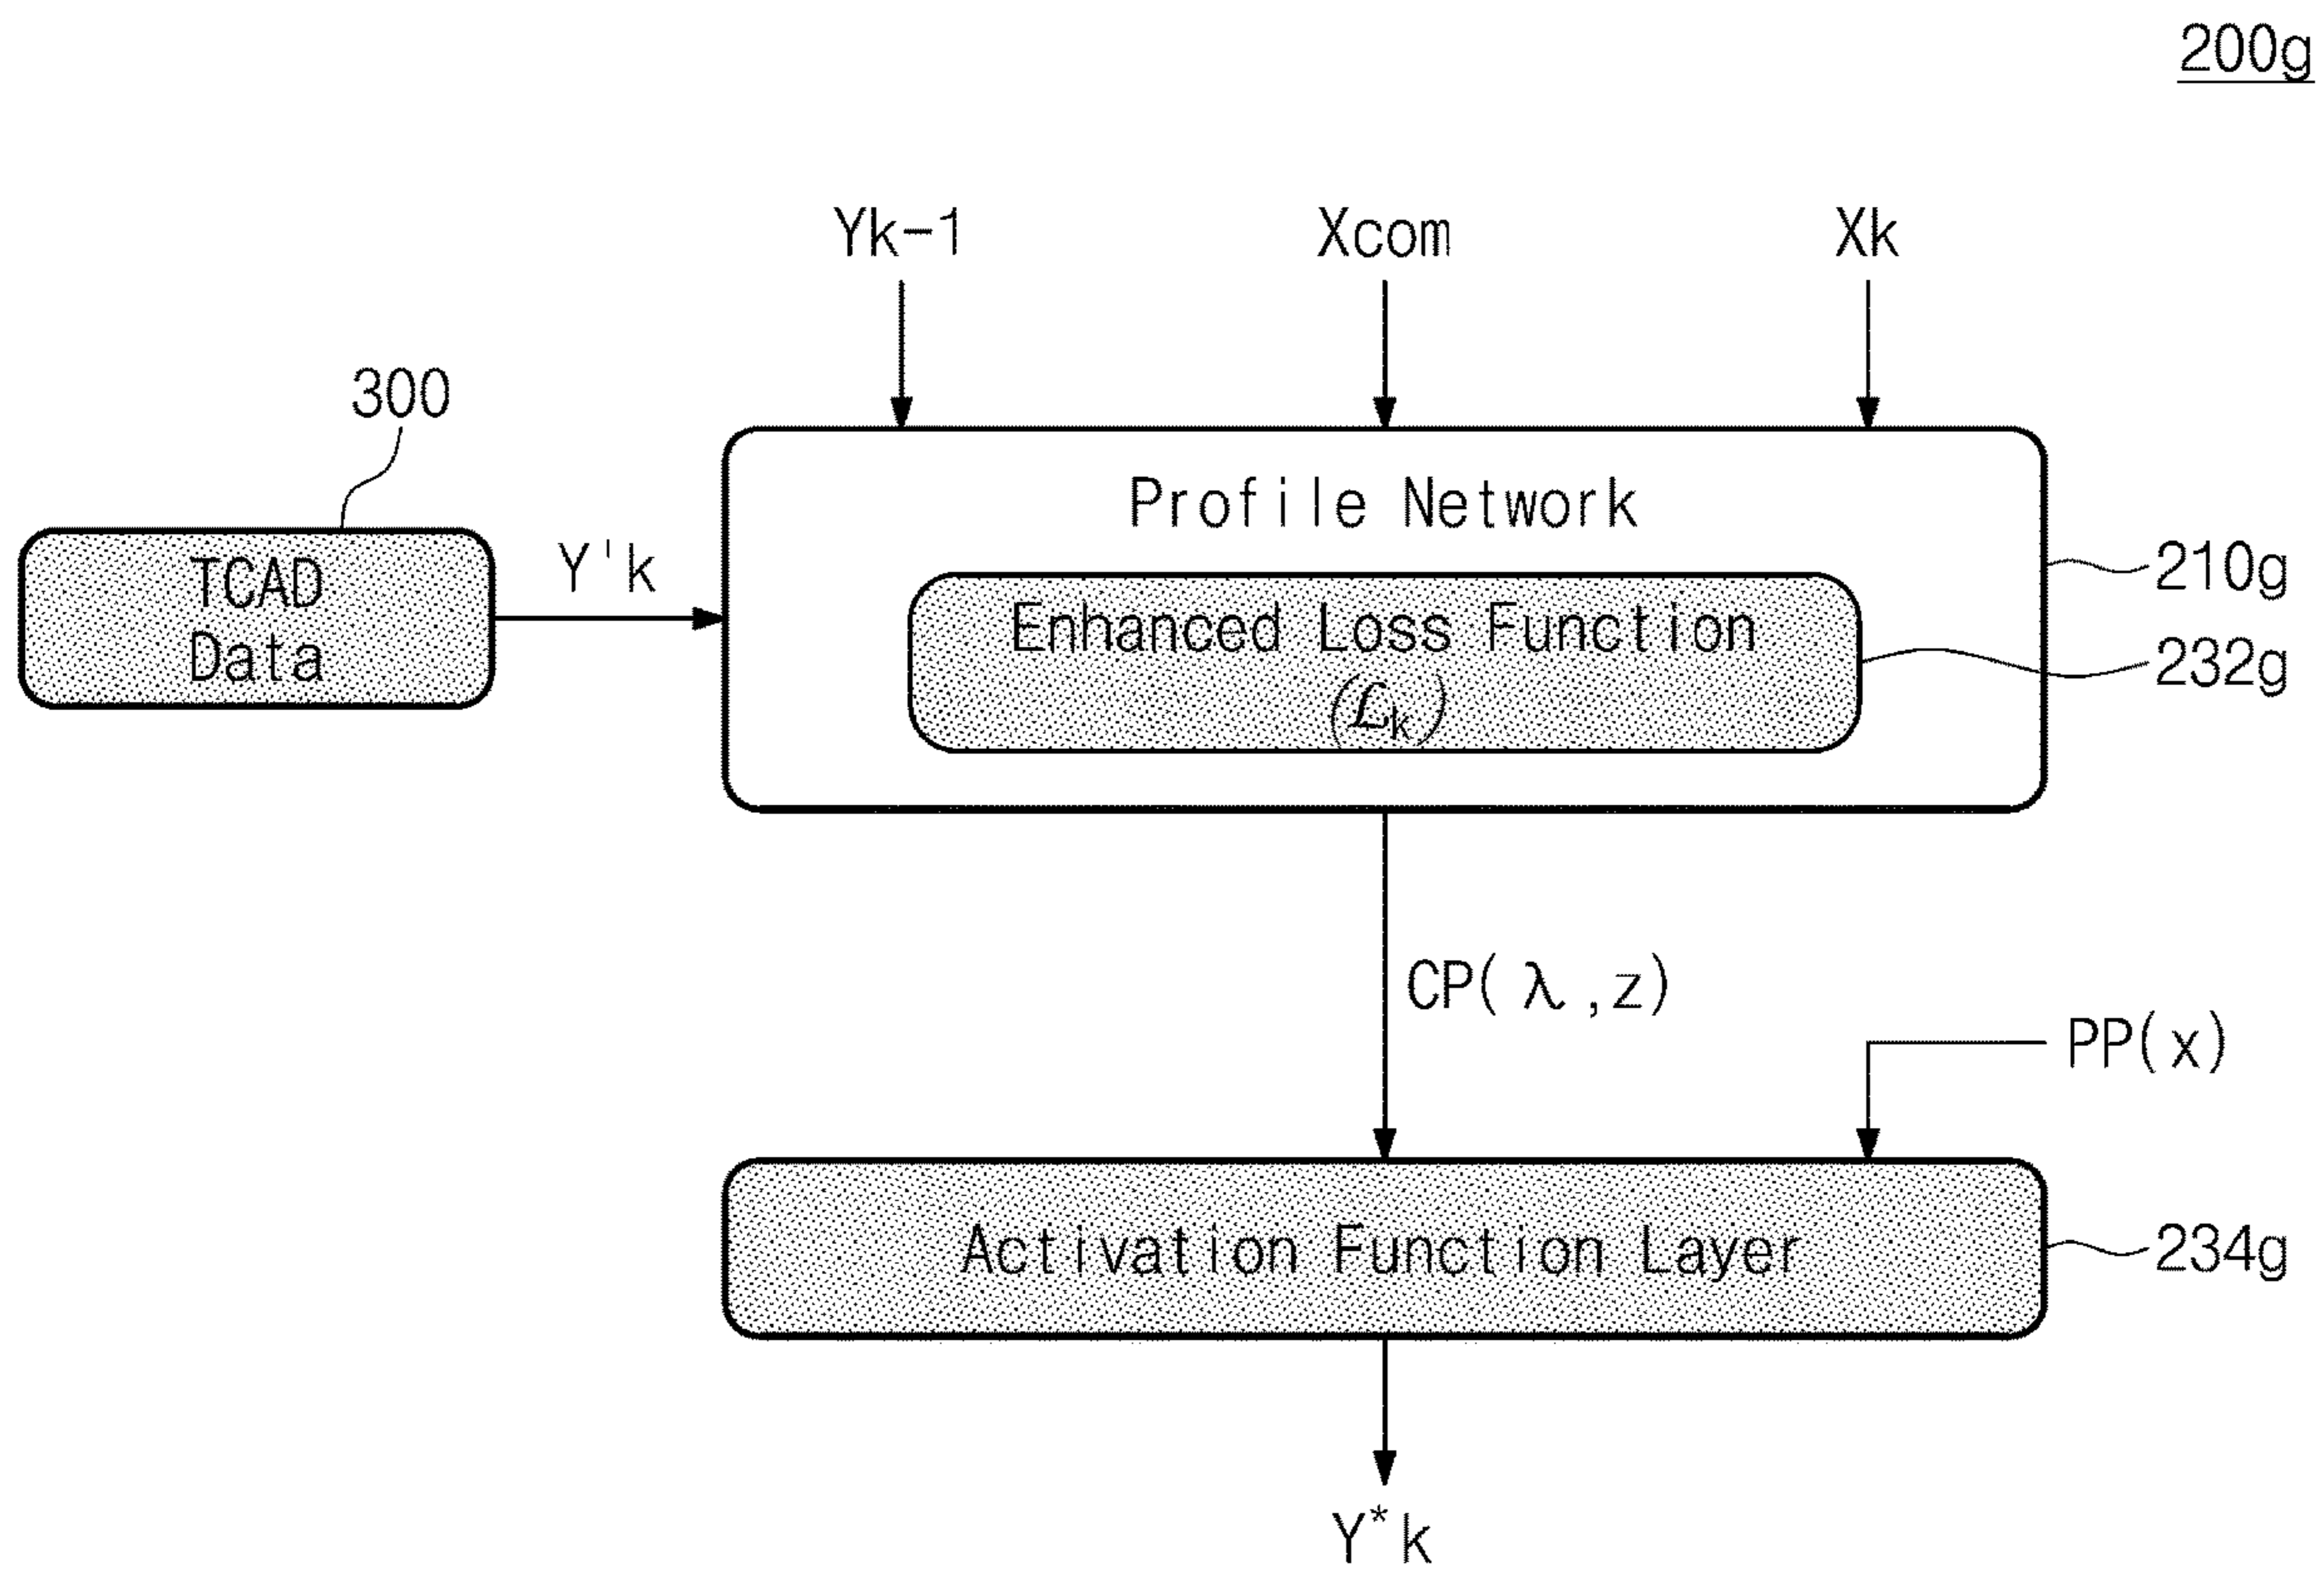 200g
Yk-1
Xcom
Xk
300
Profile Network
TCAD
Data
Y'k
210g
Enhanced Loss Function
(ℒk)
232g
CP(λ,z)
PP(x)
Activation Function Layer
234g
Y*k